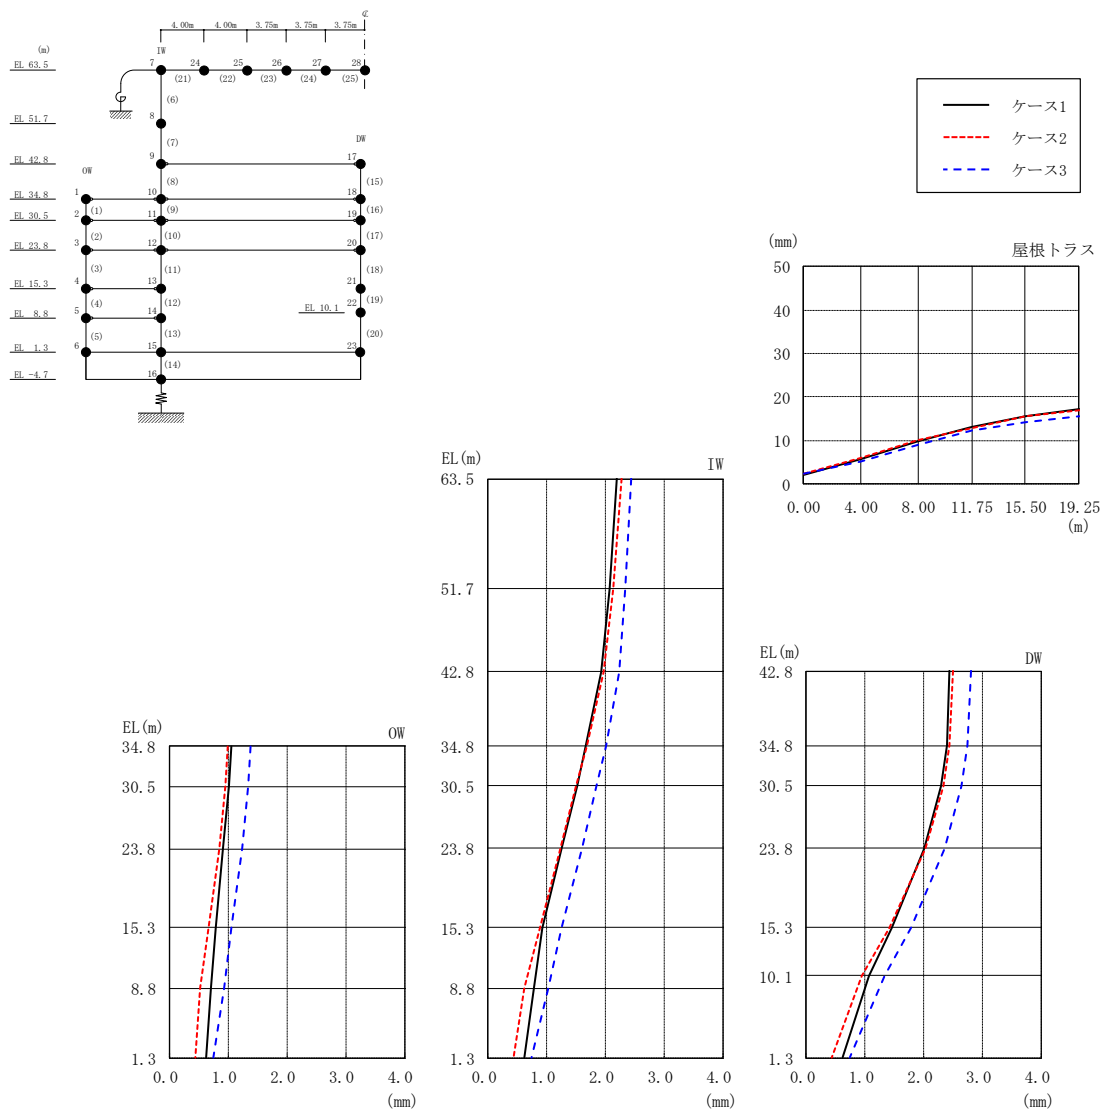 ℄
4.00m 4.00m 3.75m 3.75m 3.75m
(m) IW
EL 63.5 7 24 25 26 27 28
(21) (22) (23) (24) (25)
(6)
EL 51.7 8
(7) DW
EL 42.8 9 17
OW (8) (15)
EL 34.8 1 10 18
(1) (9) (16)
EL 30.5 2 11 19
(2) (10) (17)
EL 23.8 3 12 20
(3) (11) (18)
EL 15.3 4 13 21
(4) (12) (19)
EL 10.1 22
EL 8.8 5 14
(5) (13) (20)
EL 1.3 6 15 23
(14)
EL -4.7 16
ケース1
ケース2
ケース3
(mm) 屋根トラス
50
40
30
20
10
0
0.00 4.00 8.00 11.75 15.50 19.25
(m)
EL(m) OW
34.8
30.5
23.8
15.3
8.8
1.3
0.0 1.0 2.0 3.0 4.0
(mm)
EL(m) IW
63.5
51.7
42.8
34.8
30.5
23.8
15.3
8.8
1.3
0.0 1.0 2.0 3.0 4.0
(mm)
EL(m) DW
42.8
34.8
30.5
23.8
15.3
10.1
1.3
0.0 1.0 2.0 3.0 4.0
(mm)